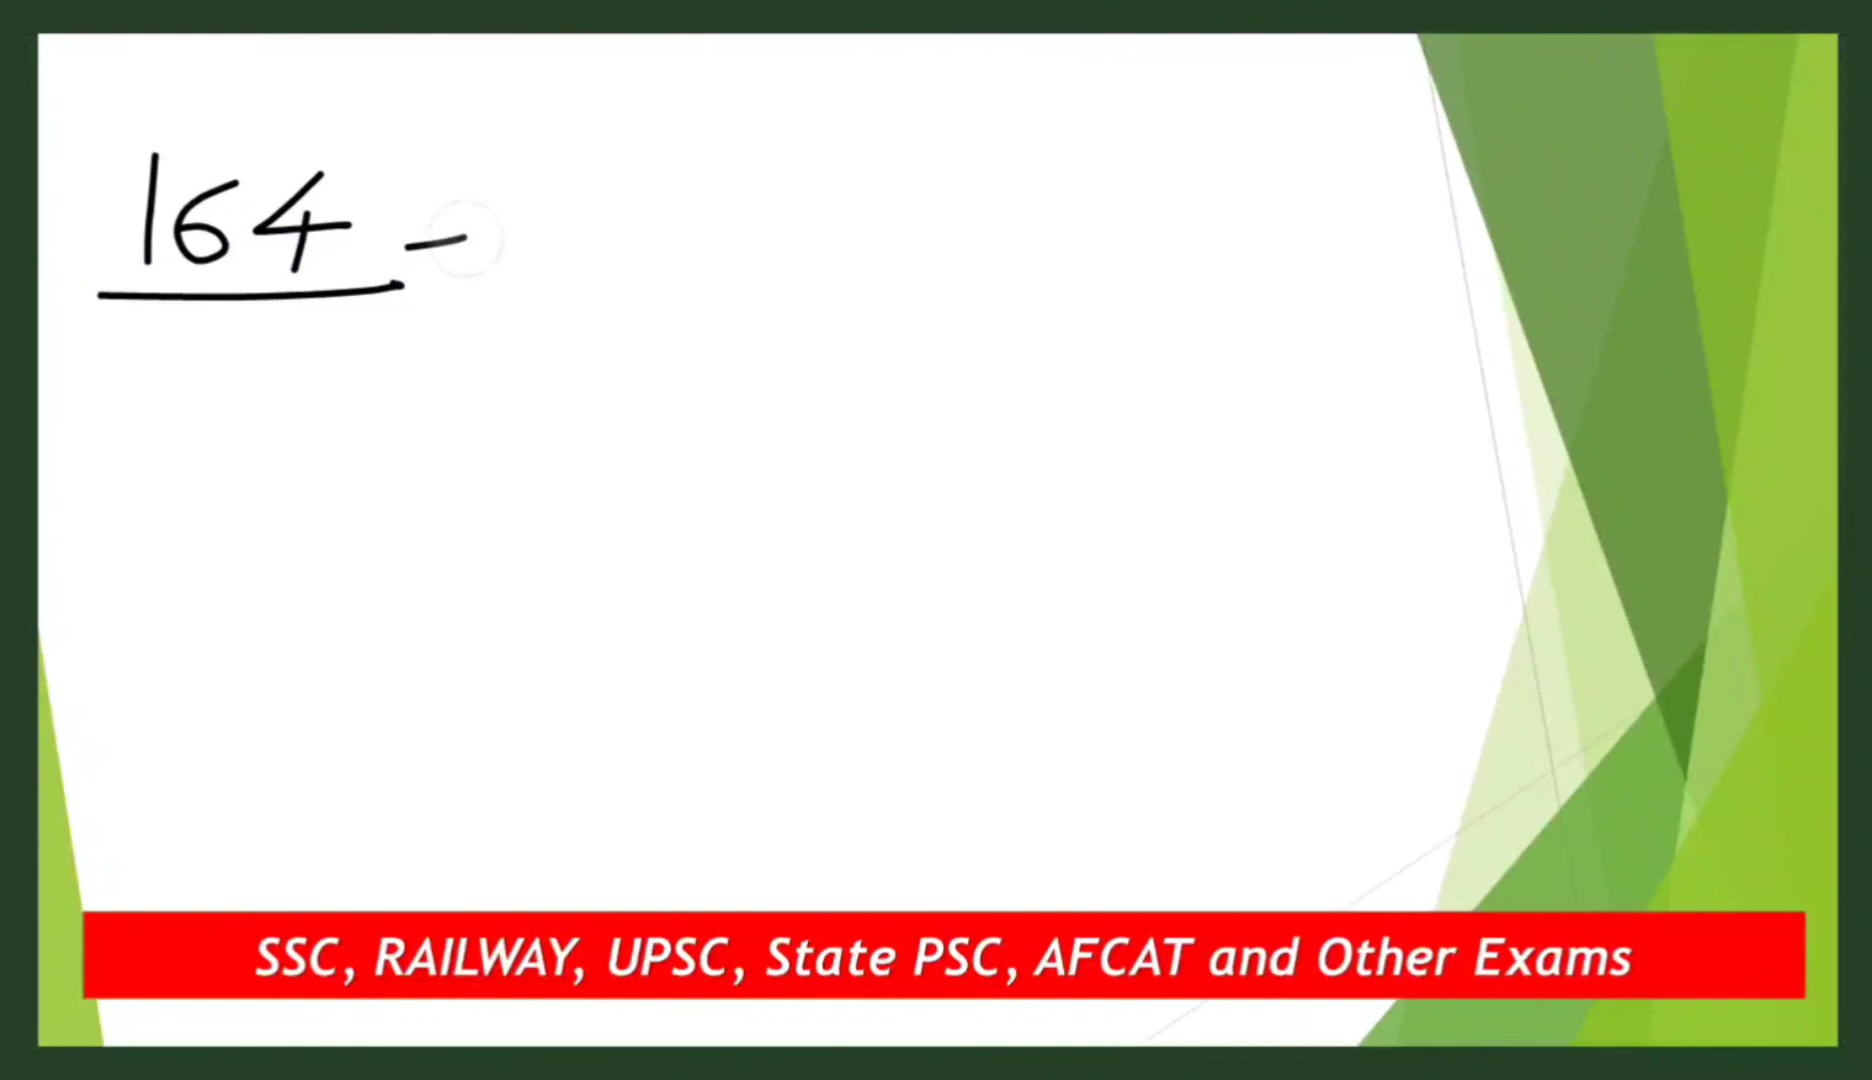 164 -
SSC, RAILWAY, UPSC, State PSC, AFCAT and Other Exams